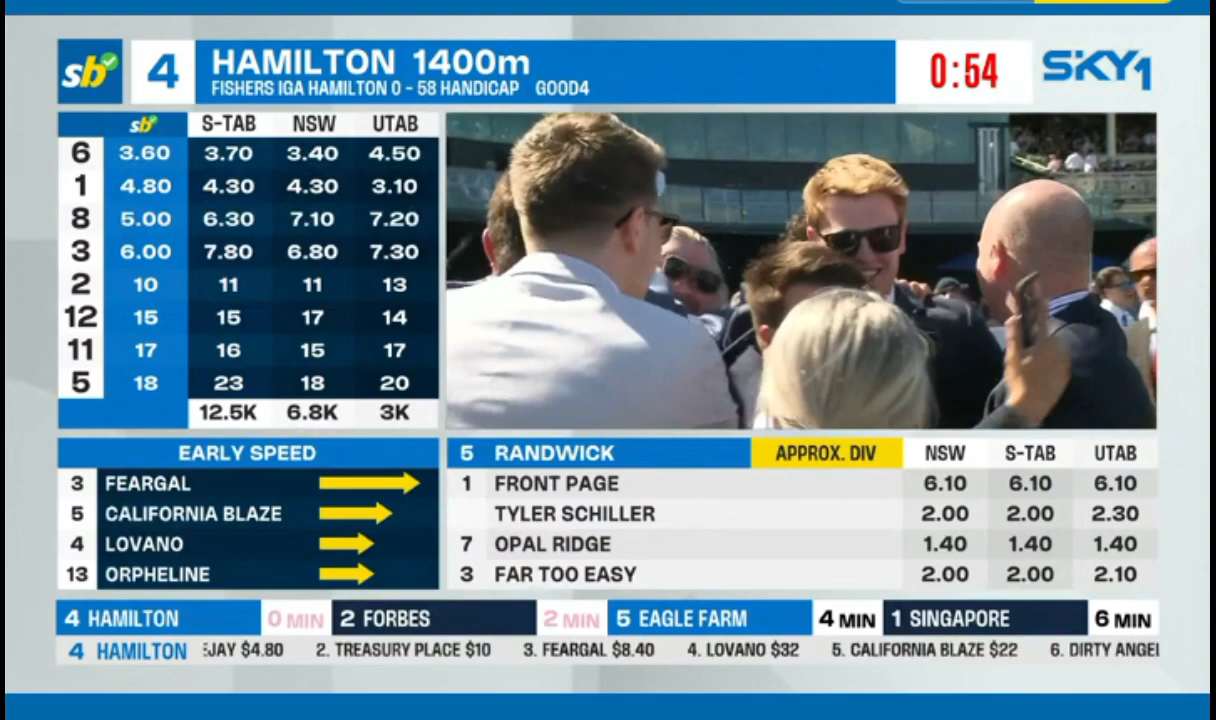 sb 4 HAMILTON 1400m 0:54 SKY1
FISHERS IGA HAMILTON 0 - 58 HANDICAP GOOD4
sb S-TAB NSW UTAB
6 3.60 3.70 3.40 4.50
1 4.80 4.30 4.30 3.10
8 5.00 6.30 7.10 7.20
3 6.00 7.80 6.80 7.30
2 10 11 11 13
12 15 15 17 14
11 17 16 15 17
5 18 23 18 20
12.5K 6.8K 3K
EARLY SPEED
3 FEARGAL
5 CALIFORNIA BLAZE
4 LOVANO
13 ORPHELINE
5 RANDWICK APPROX. DIV NSW S-TAB UTAB
1 FRONT PAGE 6.10 6.10 6.10
TYLER SCHILLER 2.00 2.00 2.30
7 OPAL RIDGE 1.40 1.40 1.40
3 FAR TOO EASY 2.00 2.00 2.10
4 HAMILTON 0 MIN 2 FORBES 2 MIN 5 EAGLE FARM 4 MIN 1 SINGAPORE 6 MIN
4 HAMILTON EJAY $4.80 2. TREASURY PLACE $10 3. FEARGAL $8.40 4. LOVANO $32 5. CALIFORNIA BLAZE $22 6. DIRTY ANGEL